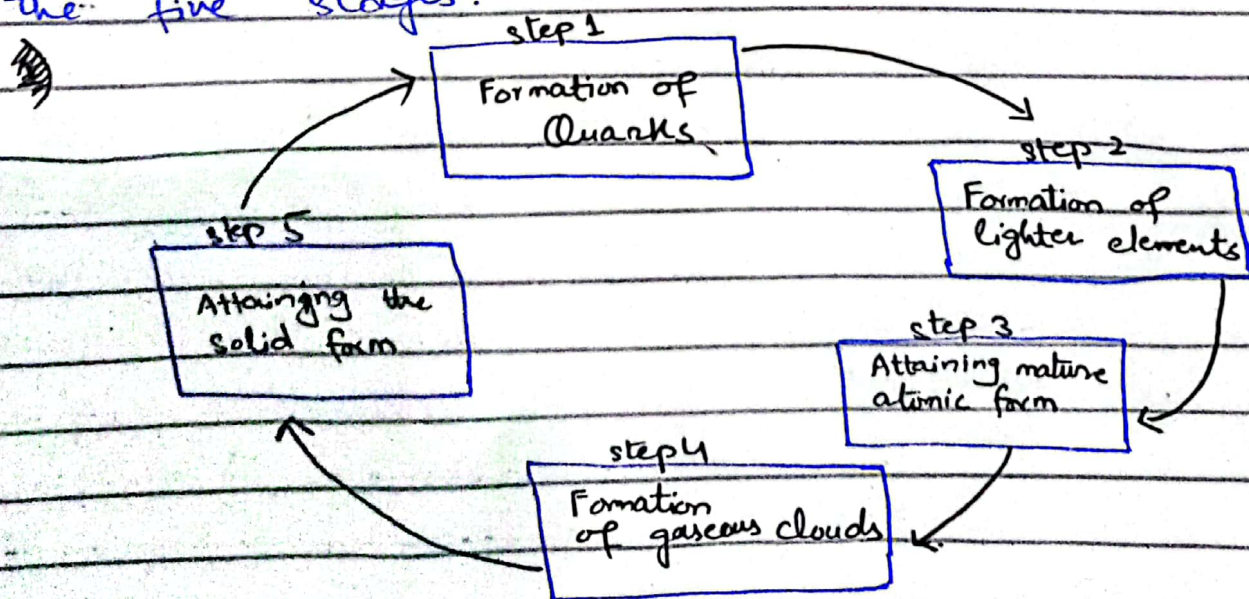 the five stages.
step 1
Formation of
Quarks
step 2
Formation of
lighter elements
step 3
Attaining mature
atomic form
step 4
Fomation
of gaseous clouds
step 5
Attainging the
solid form